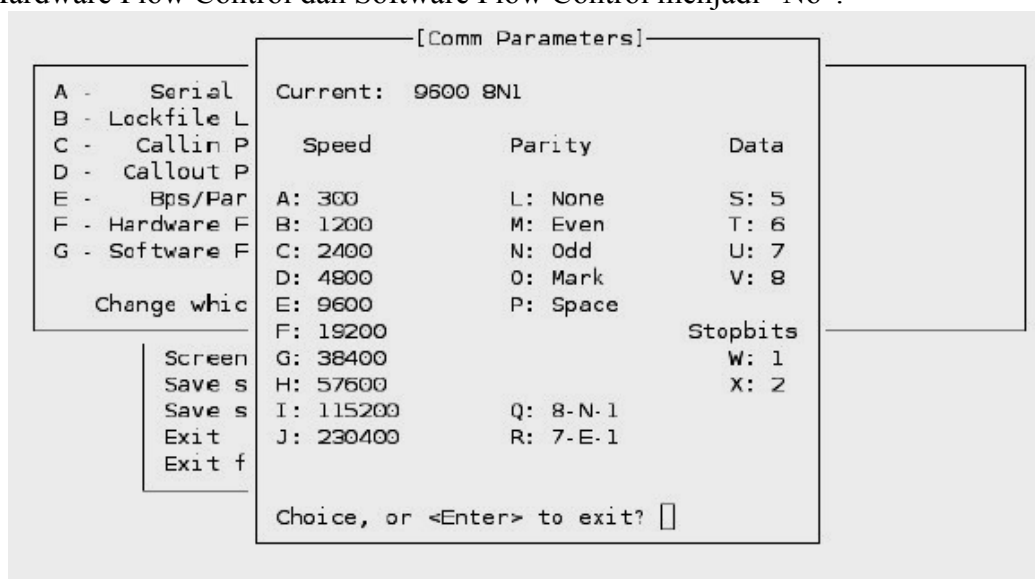 Hardware Flow Control dan Software Flow Control menjadi "No".
[Comm Parameters]
A - Serial Current: 9600 8N1
B - Lockfile L
C - Callin P Speed Parity Data
D - Callout P
E - Bps/Par A: 300 L: None S: 5
F - Hardware F B: 1200 M: Even T: 6
G - Software F C: 2400 N: Odd U: 7
D: 4800 O: Mark V: 8
Change whic E: 9600 P: Space
F: 19200 Stopbits
Screen G: 38400 W: 1
Save s H: 57600 X: 2
Save s I: 115200 Q: 8-N-1
Exit J: 230400 R: 7-E-1
Exit f
Choice, or <Enter> to exit?